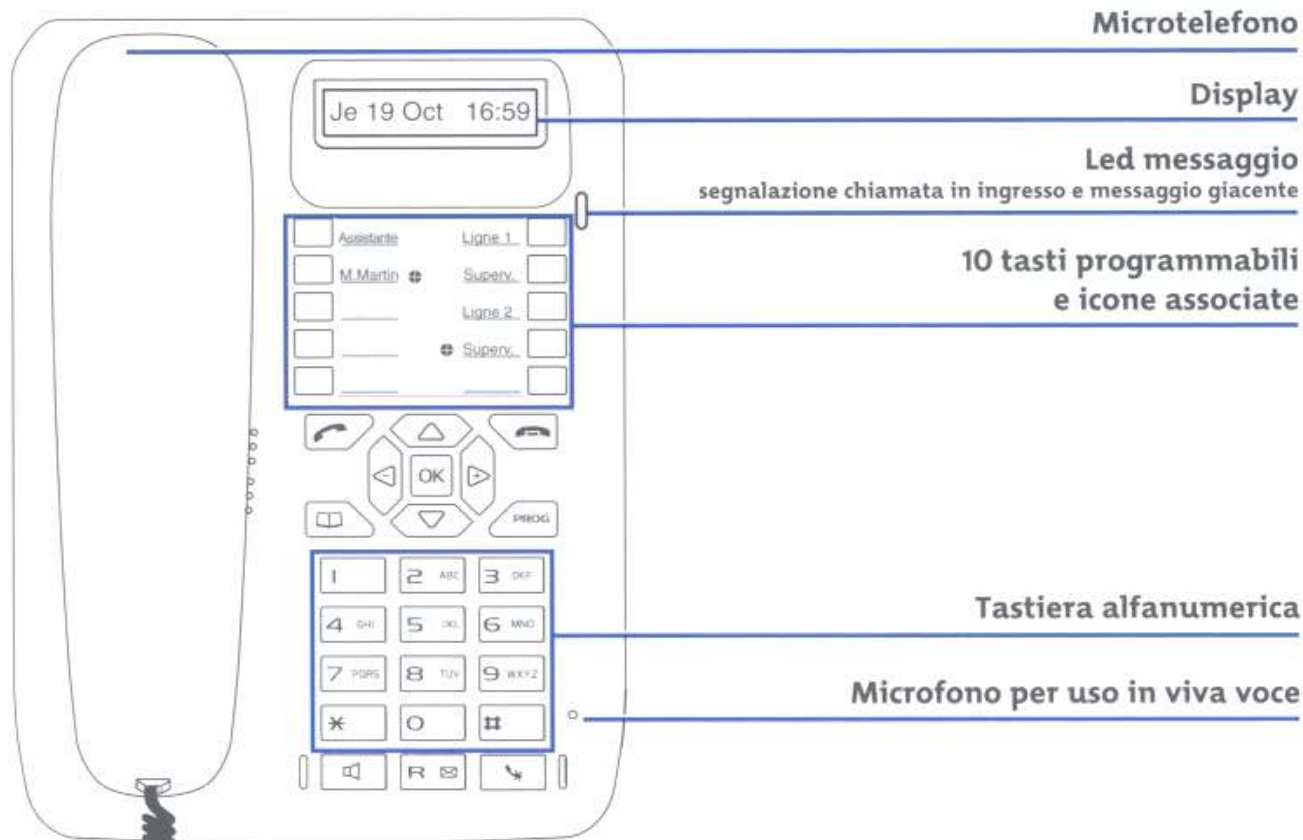 Microtelefono
Je 19 Oct 16:59
Display
Led messaggio
segnalazione chiamata in ingresso e messaggio giacente
Assistante Ligne 1
M.Martin Superv.
Ligne 2
Superv.
10 tasti programmabili
e icone associate
OK
PROG
1 2 ABC 3 DEF
4 GHI 5 JKL 6 MNO
7 PQRS 8 TUV 9 WXYZ
* 0 #
R
Tastiera alfanumerica
Microfono per uso in viva voce